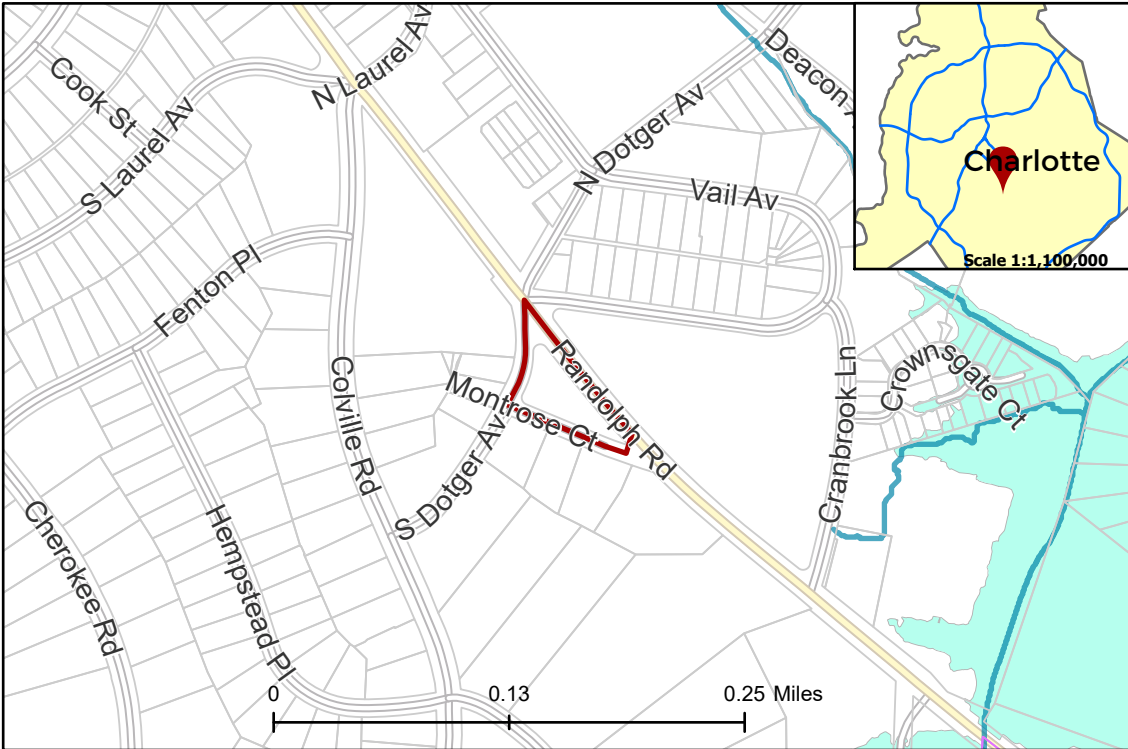 Cook St
S Laurel Av
N Laurel Av
N Dotger Av
Deacon
Vail Av
Charlotte
Scale 1:1,100,000
Fenton Pl
Colville Rd
Montrose Ct
Randolph Rd
S Dotger Av
Cranbrook Ln
Crownsgate Ct
Cherokee Rd
Hempstead Pl
0 0.13 0.25 Miles